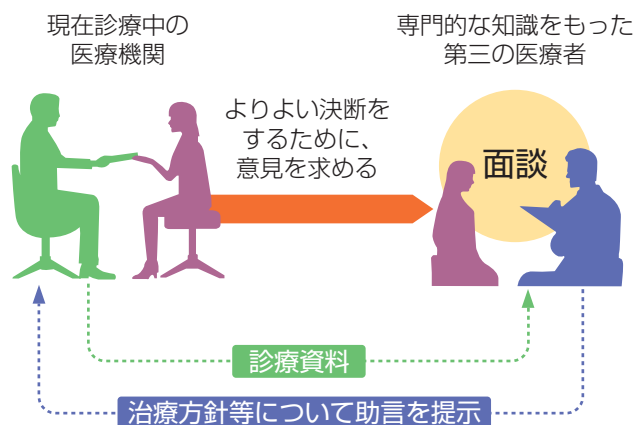 現在診療中の
医療機関
専門的な知識をもった
第三の医療者
よりよい決断を
するために、
意見を求める
面談
診療資料
治療方針等について助言を提示